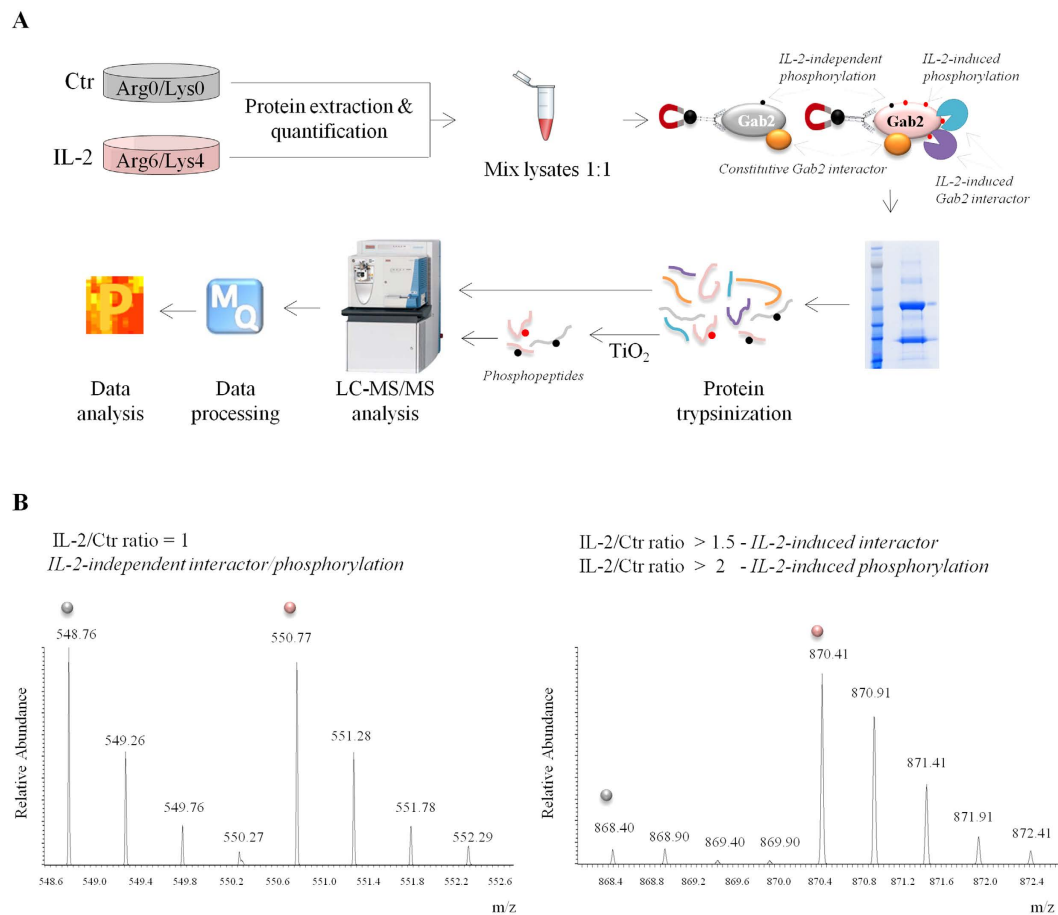 A
Ctr
Arg0/Lys0
IL-2
Arg6/Lys4
Protein extraction &
quantification
Mix lysates 1:1
IL-2-independent
phosphorylation
IL-2-induced
phosphorylation
Gab2
Gab2
Constitutive Gab2 interactor
IL-2-induced
Gab2 interactor
P
M
Q
TiO2
Phosphopeptides
Data
analysis
Data
processing
LC-MS/MS
analysis
Protein
trypsinization
B
IL-2/Ctr ratio = 1
IL-2-independent interactor/phosphorylation
548.76
549.26
549.76
550.27
550.77
551.28
551.78
552.29
Relative Abundance
548.6 549.0 549.4 549.8 550.2 550.6 551.0 551.4 551.8 552.2 552.6
m/z
IL-2/Ctr ratio > 1.5 - IL-2-induced interactor
IL-2/Ctr ratio > 2 - IL-2-induced phosphorylation
868.40
868.90
869.40
869.90
870.41
870.91
871.41
871.91
872.41
Relative Abundance
868.4 868.8 869.2 869.6 870.0 870.4 870.8 871.2 871.6 872.0 872.4
m/z